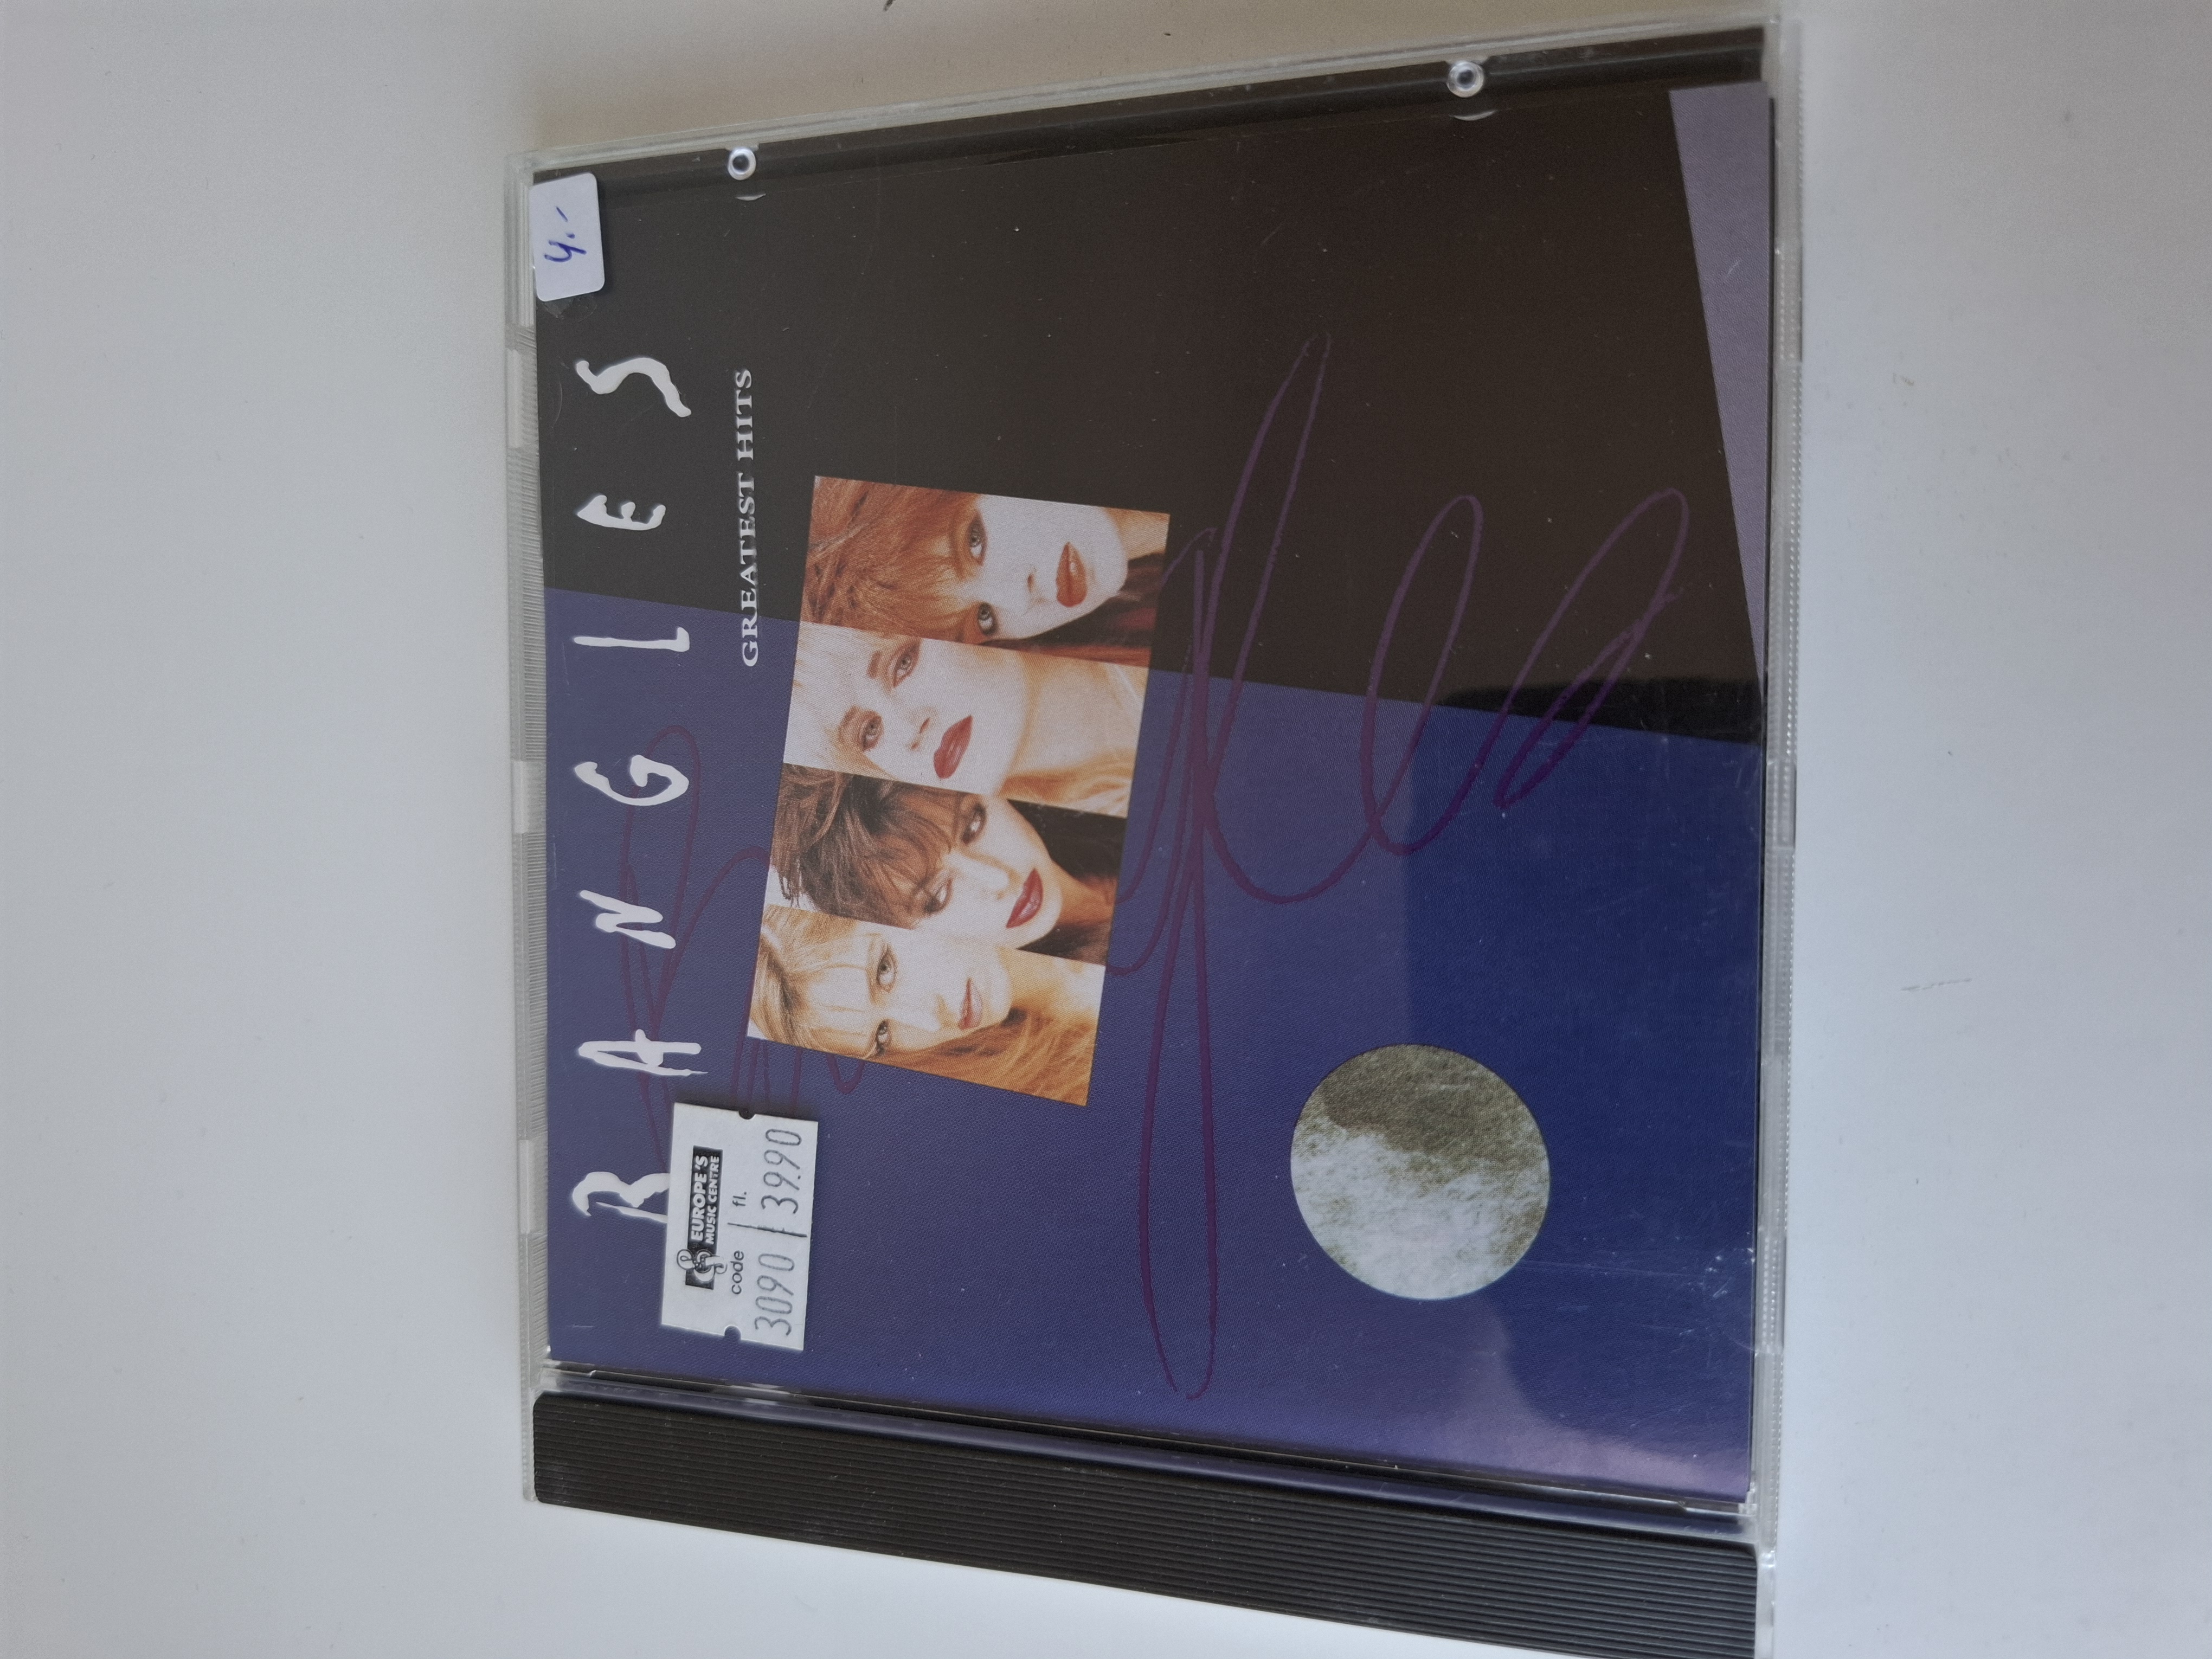 4.-
BANGLES
GREATEST HITS
EUROPE'S
MUSIC CENTRE
code fl.
3090 39.90